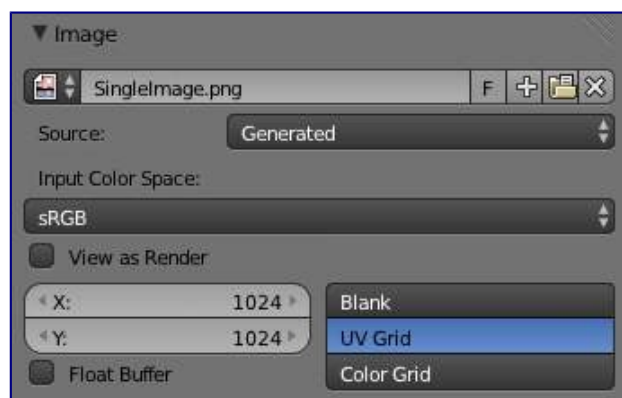 Image
SingleImage.png F
Source: Generated
Input Color Space:
sRGB
View as Render
X: 1024 Blank
Y: 1024 UV Grid
Float Buffer Color Grid